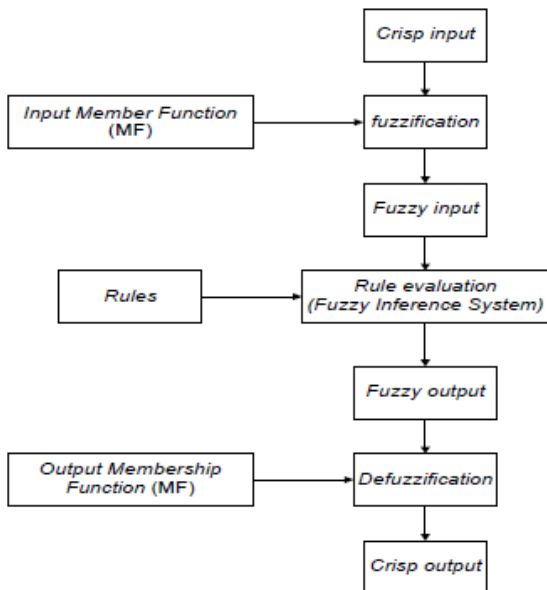 Crisp input
Input Member Function
(MF)
fuzzification
Fuzzy input
Rules
Rule evaluation
(Fuzzy Inference System)
Fuzzy output
Output Membership
Function (MF)
Defuzzification
Crisp output